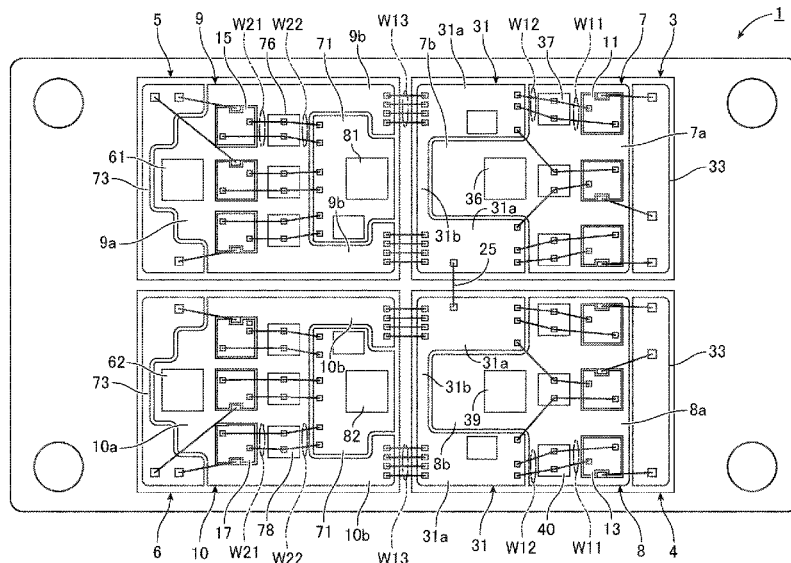 1
5 9 W21 W22 71 9b W13 31a 31 W12 W11 7 3
15 76 7b 37 11
61 81 36 7a
73 9b 31a 33
9a 31b
25
62 10b 31a 33
73 31b 39 8a
10a 82 8b
6 10 17 W21 78 W22 71 10b W13 31a 31 W12 40 W11 13 8 4